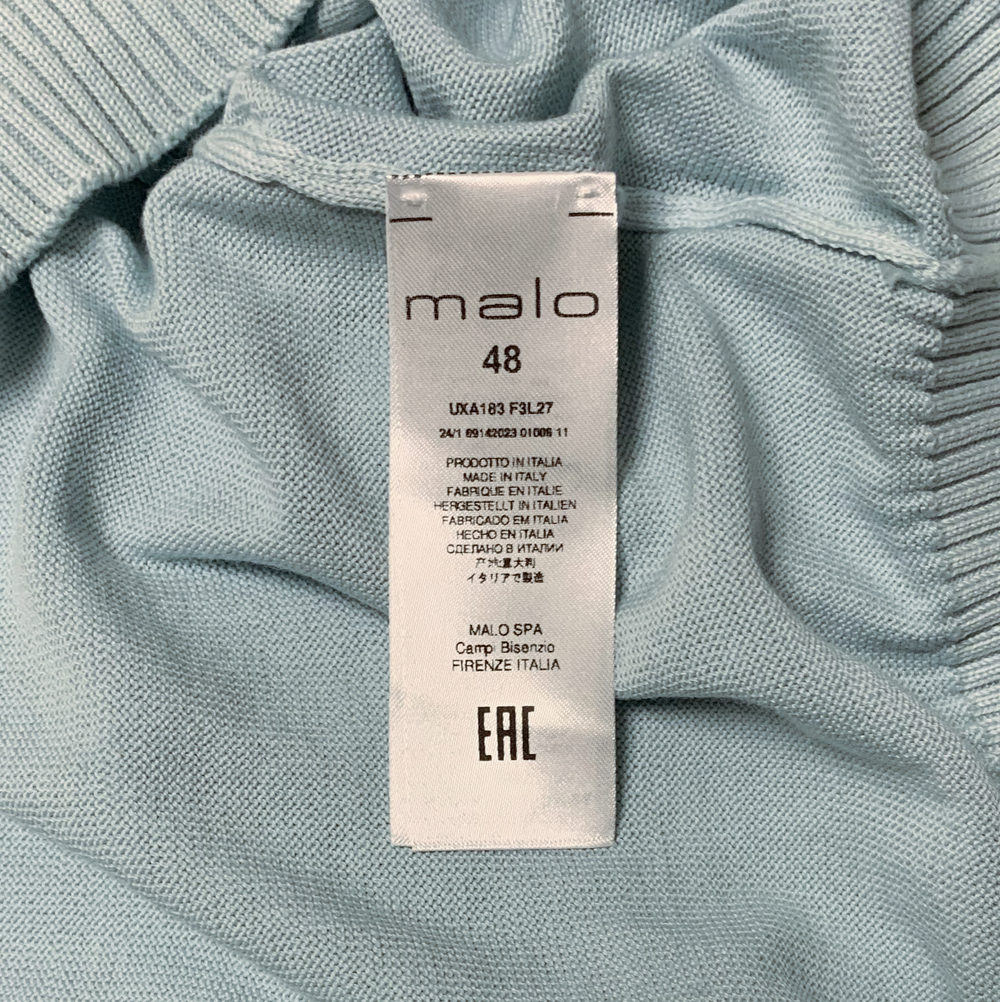 malo
48
UXA183 F3L27
24/1 89142023 01006 11
PRODOTTO IN ITALIA
MADE IN ITALY
FABRIQUE EN ITALIE
HERGESTELLT IN ITALIEN
FABRICADO EM ITALIA
HECHO EN ITALIA
СДЕЛАНО В ИТАЛИИ
产地:意大利
イタリアで製造
MALO SPA
Campi Bisenzio
FIRENZE ITALIA
EAC